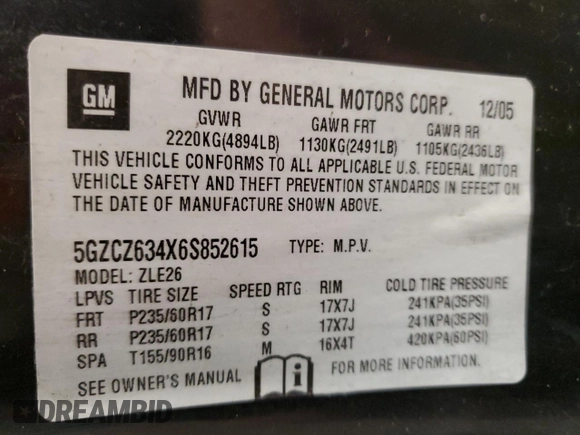 GM
MFD BY GENERAL MOTORS CORP. 12/05
GVWR GAWR FRT GAWR RR
2220KG(4894LB) 1130KG(2491LB) 1105KG(2436LB)
THIS VEHICLE CONFORMS TO ALL APPLICABLE U.S. FEDERAL MOTOR
VEHICLE SAFETY AND THEFT PREVENTION STANDARDS IN EFFECT ON
THE DATE OF MANUFACTURE SHOWN ABOVE.
5GZCZ634X6S852615 TYPE: M.P.V.
MODEL: ZLE26
LPVS TIRE SIZE SPEED RTG RIM COLD TIRE PRESSURE
FRT P235/60R17 S 17X7J 241KPA(35PSI)
RR P235/60R17 S 17X7J 241KPA(35PSI)
SPA T155/90R16 M 16X4T 420KPA(60PSI)
SEE OWNER'S MANUAL i FOR MORE INFORMATION.
DREAMBID